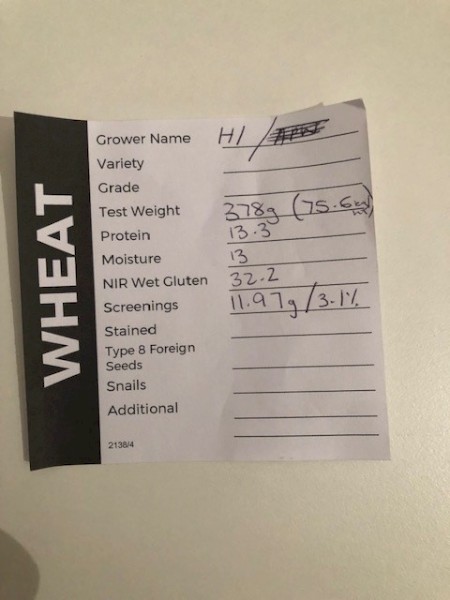 WHEAT
Grower Name H1 /
Variety
Grade
Test Weight 378g (75.6kg/
Protein 13.3
Moisture 13
NIR Wet Gluten 32.2
Screenings 11.97g / 3.1%
Stained
Type 8 Foreign
Seeds
Snails
Additional
2138/4